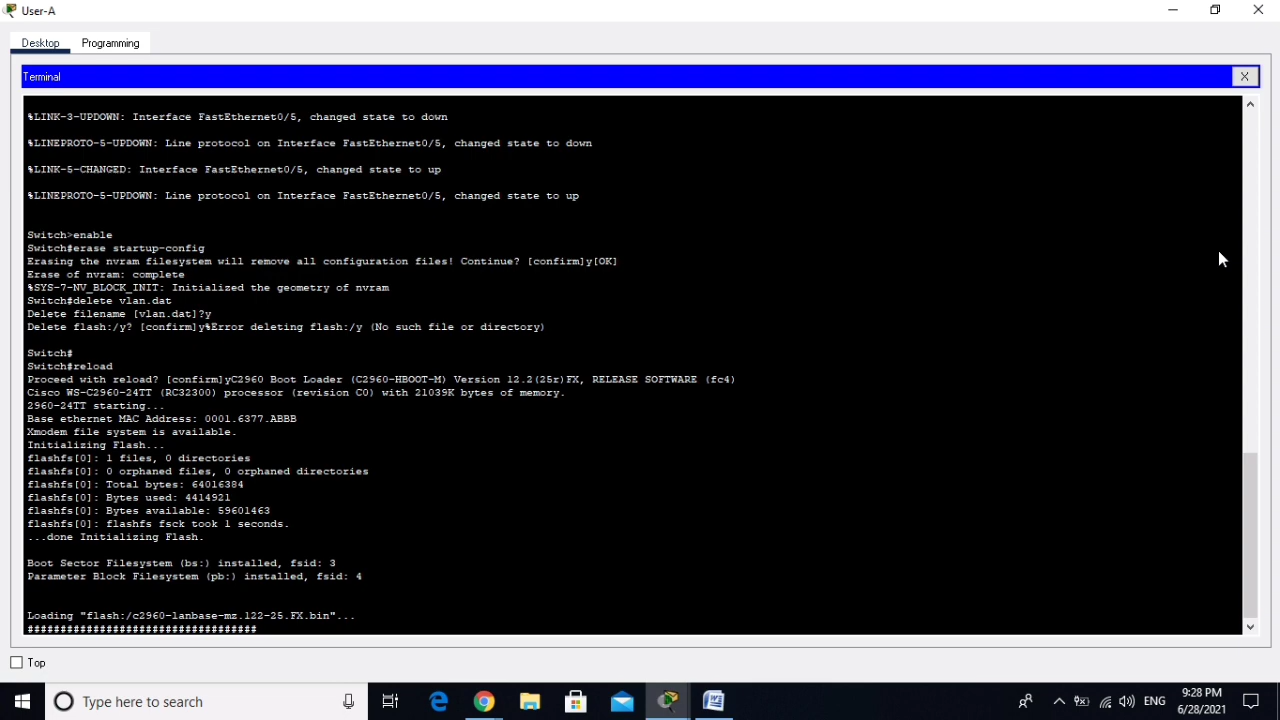 User-A
Desktop Programming
Terminal X
%LINK-3-UPDOWN: Interface FastEthernet0/5, changed state to down
%LINEPROTO-5-UPDOWN: Line protocol on Interface FastEthernet0/5, changed state to down
%LINK-5-CHANGED: Interface FastEthernet0/5, changed state to up
%LINEPROTO-5-UPDOWN: Line protocol on Interface FastEthernet0/5, changed state to up
Switch>enable
Switch#erase startup-config
Erasing the nvram filesystem will remove all configuration files! Continue? [confirm]y[OK]
Erase of nvram: complete
%SYS-7-NV_BLOCK_INIT: Initialized the geometry of nvram
Switch#delete vlan.dat
Delete filename [vlan.dat]?y
Delete flash:/y? [confirm]y%Error deleting flash:/y (No such file or directory)
Switch#
Switch#reload
Proceed with reload? [confirm]yC2960 Boot Loader (C2960-HBOOT-M) Version 12.2(25r)FX, RELEASE SOFTWARE (fc4)
Cisco WS-C2960-24TT (RC32300) processor (revision C0) with 21039K bytes of memory.
2960-24TT starting...
Base ethernet MAC Address: 0001.6377.ABBB
Xmodem file system is available.
Initializing Flash...
flashfs[0]: 1 files, 0 directories
flashfs[0]: 0 orphaned files, 0 orphaned directories
flashfs[0]: Total bytes: 64016384
flashfs[0]: Bytes used: 4414921
flashfs[0]: Bytes available: 59601463
flashfs[0]: flashfs fsck took 1 seconds.
...done Initializing Flash.
Boot Sector Filesystem (bs:) installed, fsid: 3
Parameter Block Filesystem (pb:) installed, fsid: 4
Loading "flash:/c2960-lanbase-mz.122-25.FX.bin"...
###################################
Top
Type here to search
ENG
9:28 PM
6/28/2021